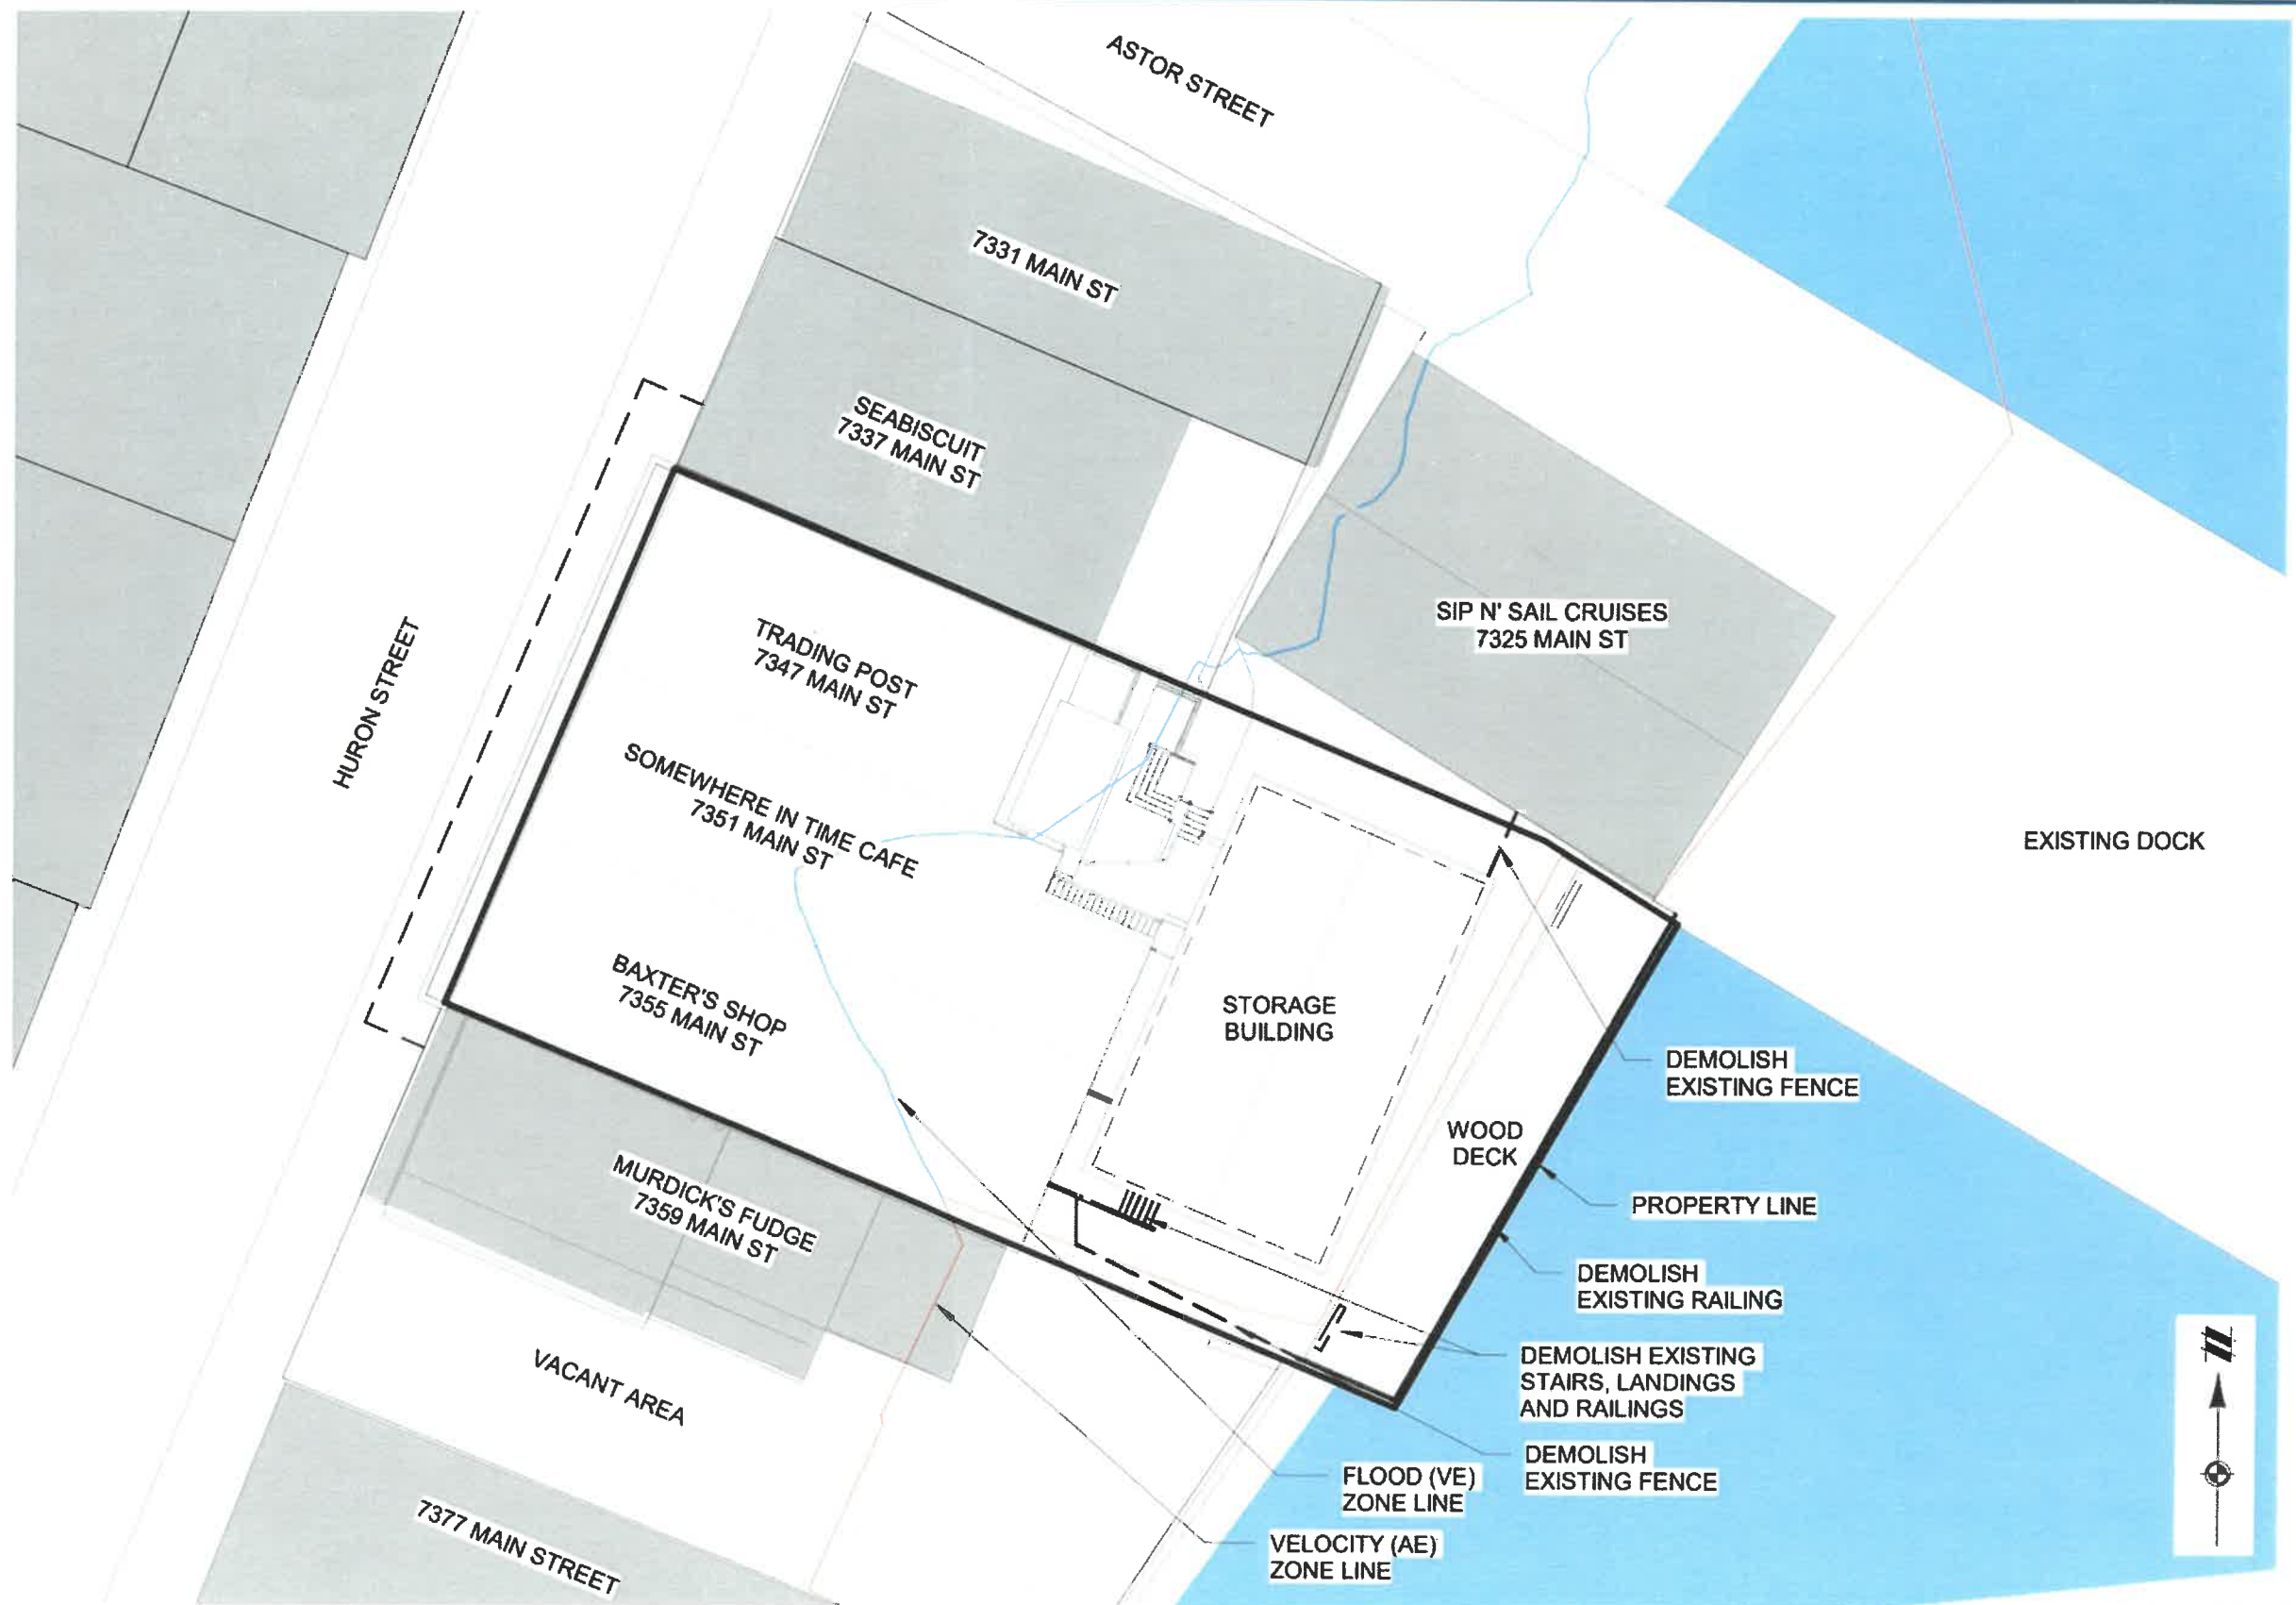 ASTOR STREET
7331 MAIN ST
SEABISCUIT
7337 MAIN ST
SIP N' SAIL CRUISES
7325 MAIN ST
HURON STREET
TRADING POST
7347 MAIN ST
SOMEWHERE IN TIME CAFE
7351 MAIN ST
EXISTING DOCK
BAXTER'S SHOP
7355 MAIN ST
STORAGE
BUILDING
DEMOLISH
EXISTING FENCE
WOOD
DECK
MURDICK'S FUDGE
7359 MAIN ST
PROPERTY LINE
DEMOLISH
EXISTING RAILING
VACANT AREA
DEMOLISH EXISTING
STAIRS, LANDINGS
AND RAILINGS
DEMOLISH
EXISTING FENCE
FLOOD (VE)
ZONE LINE
7377 MAIN STREET
VELOCITY (AE)
ZONE LINE